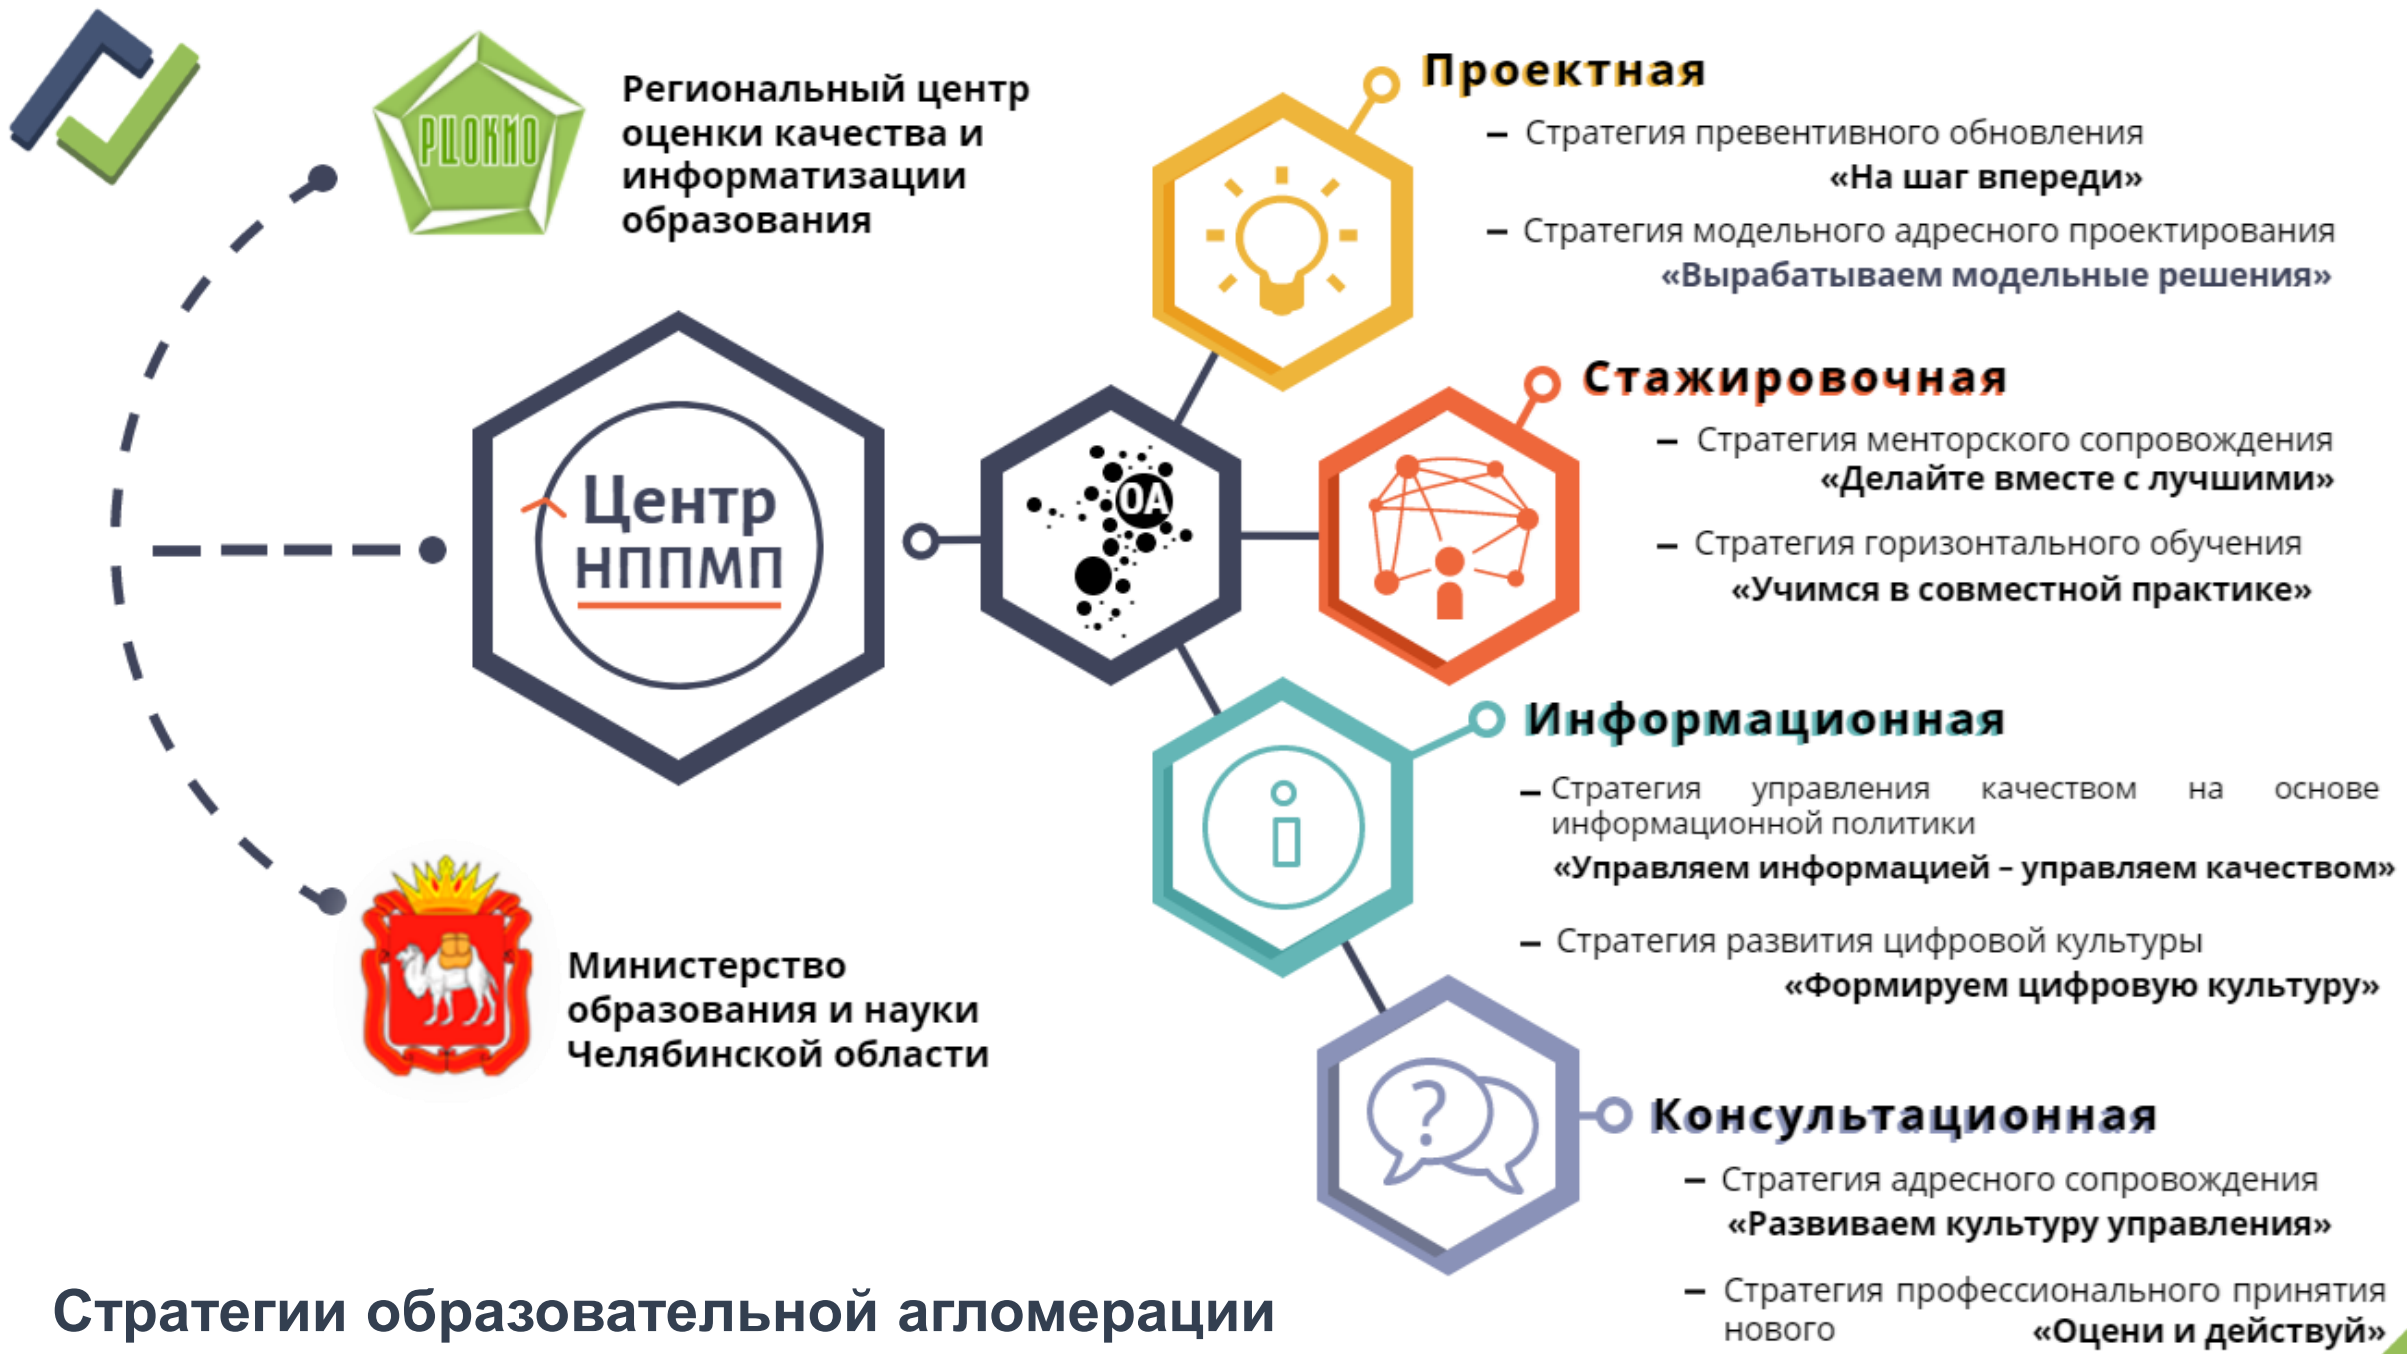 РЦОКИО
Региональный центр
оценки качества и
информатизации
образования
Центр
НППМП
Министерство
образования и науки
Челябинской области
ОА
Проектная
– Стратегия превентивного обновления
«На шаг впереди»
– Стратегия модельного адресного проектирования
«Вырабатываем модельные решения»
Стажировочная
– Стратегия менторского сопровождения
«Делайте вместе с лучшими»
– Стратегия горизонтального обучения
«Учимся в совместной практике»
Информационная
– Стратегия управления качеством на основе
информационной политики
«Управляем информацией – управляем качеством»
– Стратегия развития цифровой культуры
«Формируем цифровую культуру»
?
Консультационная
– Стратегия адресного сопровождения
«Развиваем культуру управления»
– Стратегия профессионального принятия
нового «Оцени и действуй»
Стратегии образовательной агломерации